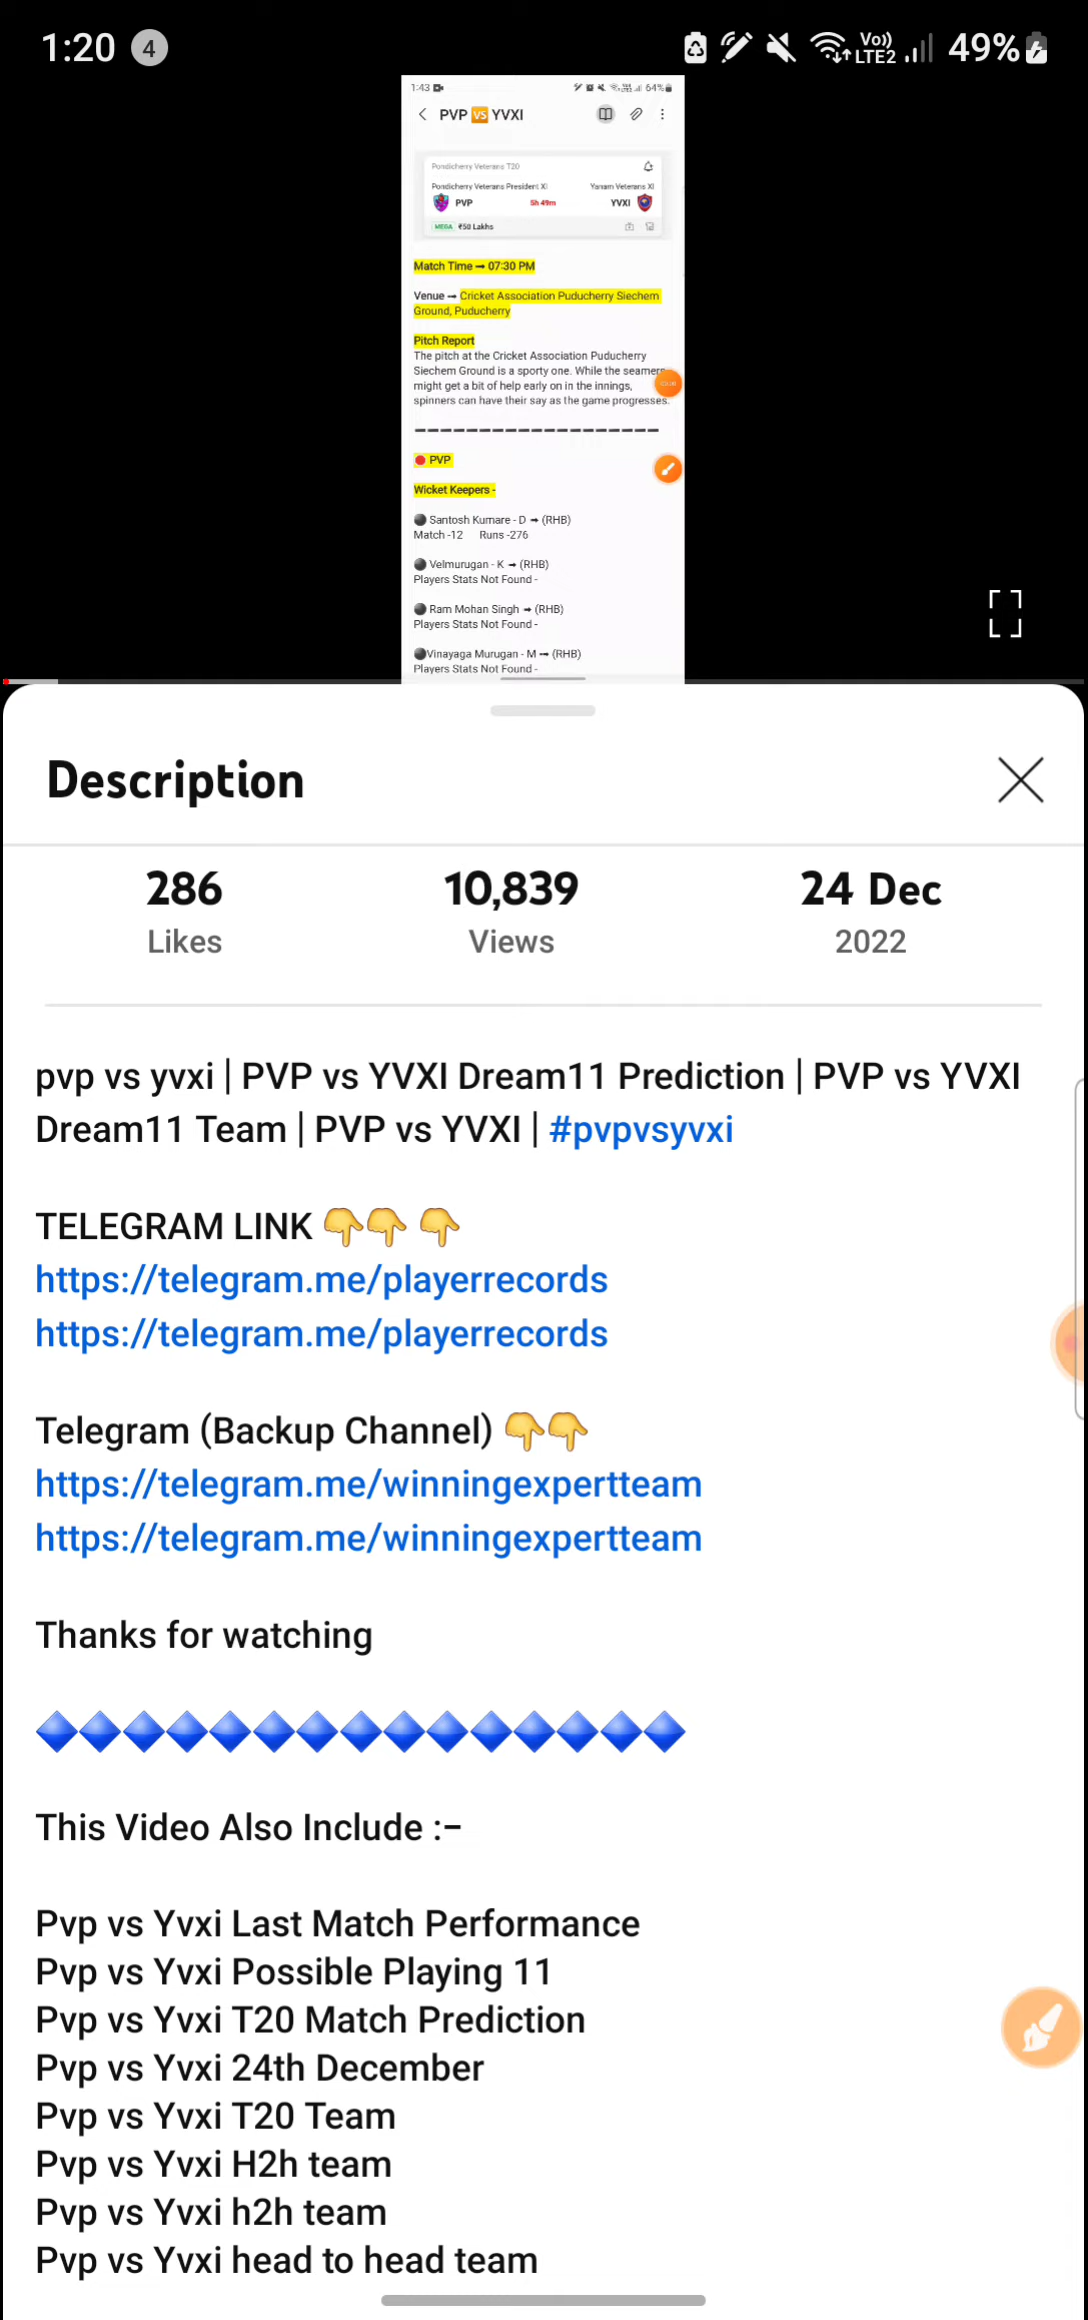 1:20 4 Vo)) LTE2 49%
1:43 64%
PVP VS YVXI
Pondicherry Veterans T20
Pondicherry Veterans President XI Yanam Veterans XI
PVP 5h 49m YVXI
MEGA ₹50 Lakhs
Match Time ➞ 07:30 PM
Venue ➞ Cricket Association Puducherry Siechem
Ground, Puducherry
Pitch Report
The pitch at the Cricket Association Puducherry
Siechem Ground is a sporty one. While the seamers
might get a bit of help early on in the innings,
spinners can have their say as the game progresses.
🔴 PVP
Wicket Keepers -
⚫ Santosh Kumare - D ➞ (RHB)
Match -12 Runs -276
⚫ Velmurugan - K ➞ (RHB)
Players Stats Not Found -
⚫ Ram Mohan Singh ➞ (RHB)
Players Stats Not Found -
⚫Vinayaga Murugan - M ➞ (RHB)
Players Stats Not Found -
Description
286 10,839 24 Dec
Likes Views 2022
pvp vs yvxi | PVP vs YVXI Dream11 Prediction | PVP vs YVXI
Dream11 Team | PVP vs YVXI | #pvpvsyvxi
TELEGRAM LINK 👇👇 👇
https://telegram.me/playerrecords
https://telegram.me/playerrecords
Telegram (Backup Channel) 👇👇
https://telegram.me/winningexpertteam
https://telegram.me/winningexpertteam
Thanks for watching
🔷🔷🔷🔷🔷🔷🔷🔷🔷🔷🔷🔷🔷🔷🔷
This Video Also Include :–
Pvp vs Yvxi Last Match Performance
Pvp vs Yvxi Possible Playing 11
Pvp vs Yvxi T20 Match Prediction
Pvp vs Yvxi 24th December
Pvp vs Yvxi T20 Team
Pvp vs Yvxi H2h team
Pvp vs Yvxi h2h team
Pvp vs Yvxi head to head team